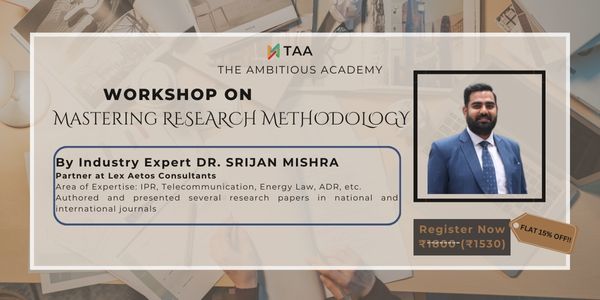 TAA
THE AMBITIOUS ACADEMY
WORKSHOP ON
MASTERING RESEARCH METHODOLOGY
By Industry Expert DR. SRIJAN MISHRA
Partner at Lex Aetos Consultants
Area of Expertise: IPR, Telecommunication, Energy Law, ADR, etc.
Authored and presented several research papers in national and
international journals
Register Now
₹1800 (₹1530)
FLAT 15% OFF!!